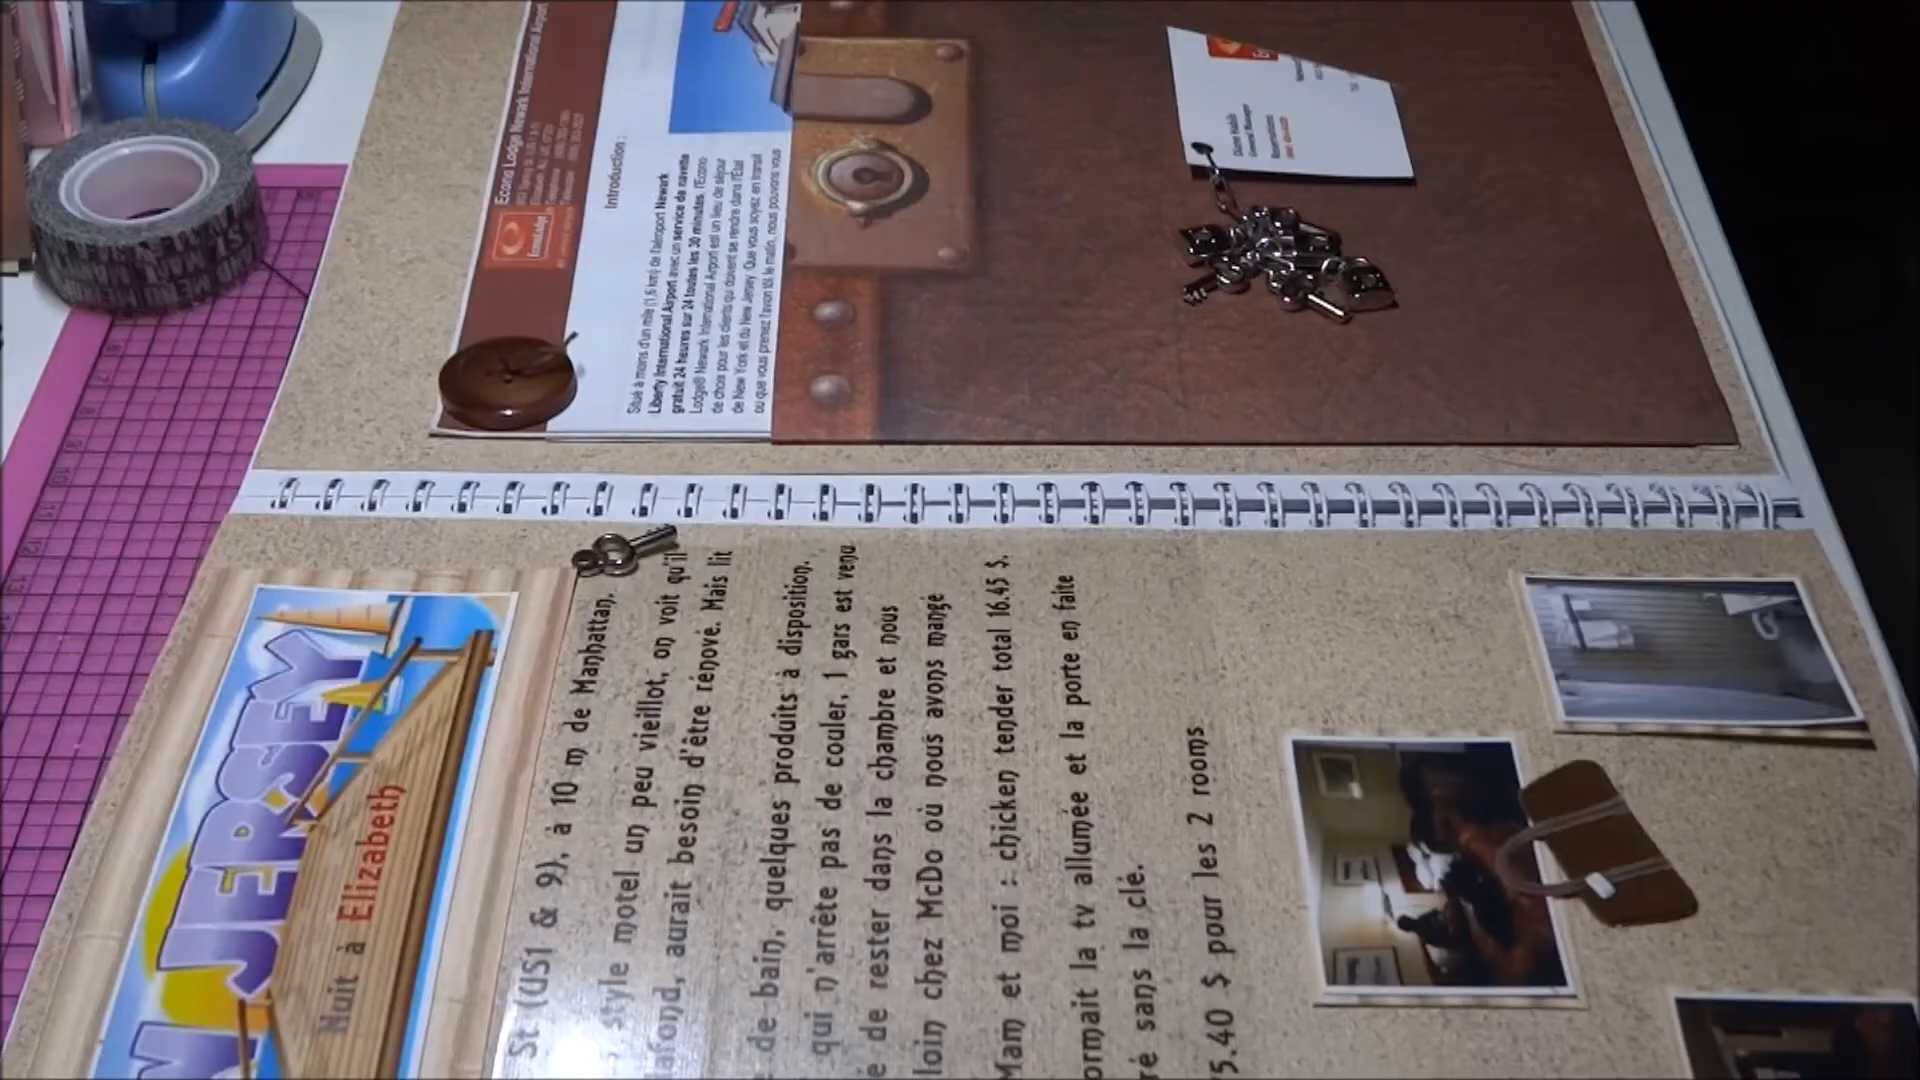 JERSEY
Nuit à
Elizabeth
St (US1 & 9), à 10 m de Manhattan,
style motel un peu vieillot, on voit qu'il
lafond, aurait besoin d'être rénové. Mais lit
de bain, quelques produits à disposition,
qui n'arrête pas de couler, 1 gars est venu
é de rester dans la chambre et nous
loin chez McDo où nous avons mange
Mam et moi : chicken tender total 16.45 $.
ormait la tv allumée et la porte en faite
ré sans la clé.
5.40 $ pour les 2 rooms
Econo Lodge Newark International Airport
Econo Lodge
Introduction :
Situé à moins d'un mile (1,6 km) de l'aéroport Newark
Liberty International Airport avec un service de navette
gratuit 24 heures sur 24 toutes les 30 minutes, l'Econo
Lodge® Newark International Airport est un lieu de séjour
de choix pour les clients qui doivent se rendre dans l'État
de New York et du New Jersey. Que vous soyez en transit
ou que vous preniez l'avion tôt le matin, nous pouvons vous
General Manager
Reservations